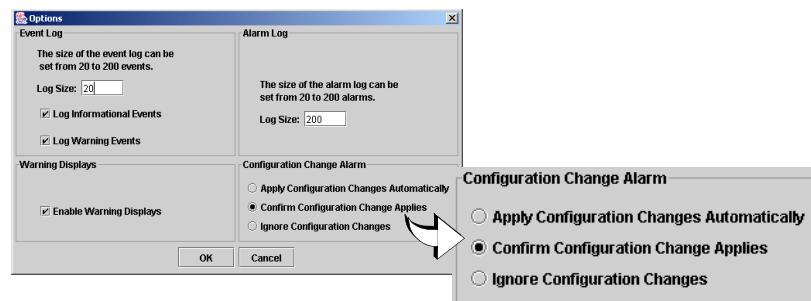 Options
Event Log
The size of the event log can be
set from 20 to 200 events.
Log Size: 20
Log Informational Events
Log Warning Events
Alarm Log
The size of the alarm log can be
set from 20 to 200 alarms.
Log Size: 200
Warning Displays
Enable Warning Displays
Configuration Change Alarm
Apply Configuration Changes Automatically
Confirm Configuration Change Applies
Ignore Configuration Changes
OK
Cancel
Configuration Change Alarm
Apply Configuration Changes Automatically
Confirm Configuration Change Applies
Ignore Configuration Changes